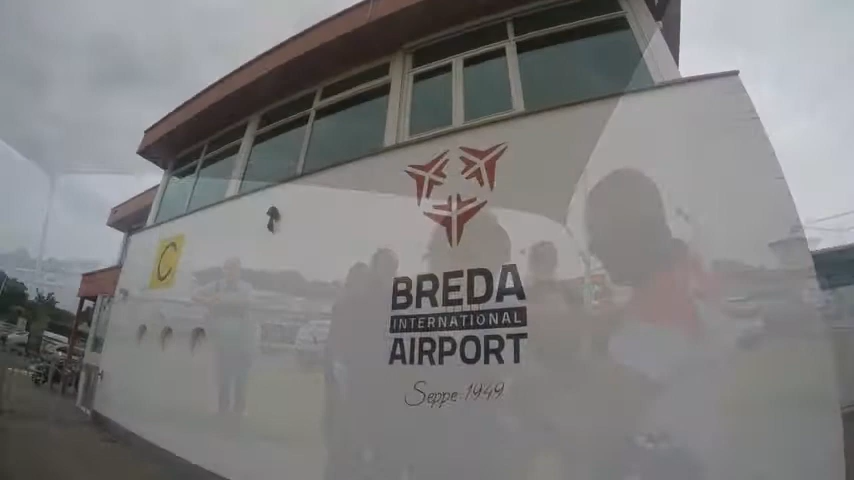 C
BREDA
INTERNATIONAL
AIRPORT
Seppe 1949